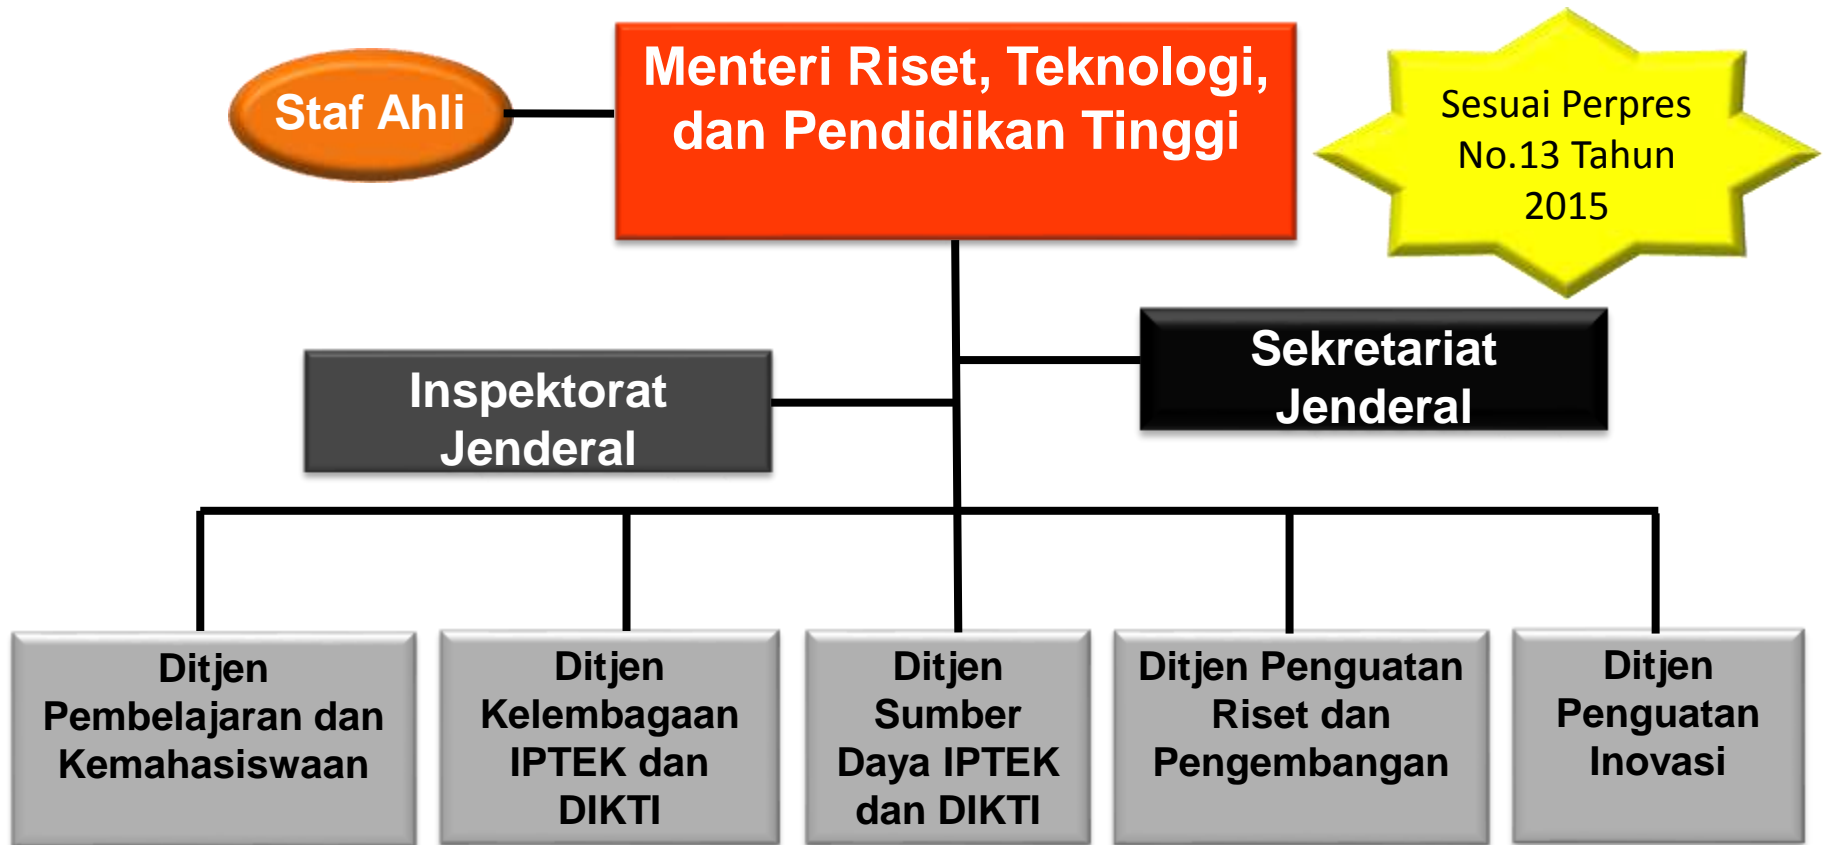 Menteri Riset, Teknologi,
dan Pendidikan Tinggi
Staf Ahli
Sesuai Perpres
No.13 Tahun
2015
Sekretariat
Jenderal
Inspektorat
Jenderal
Ditjen
Pembelajaran dan
Kemahasiswaan
Ditjen
Kelembagaan
IPTEK dan
DIKTI
Ditjen
Sumber
Daya IPTEK
dan DIKTI
Ditjen Penguatan
Riset dan
Pengembangan
Ditjen
Penguatan
Inovasi